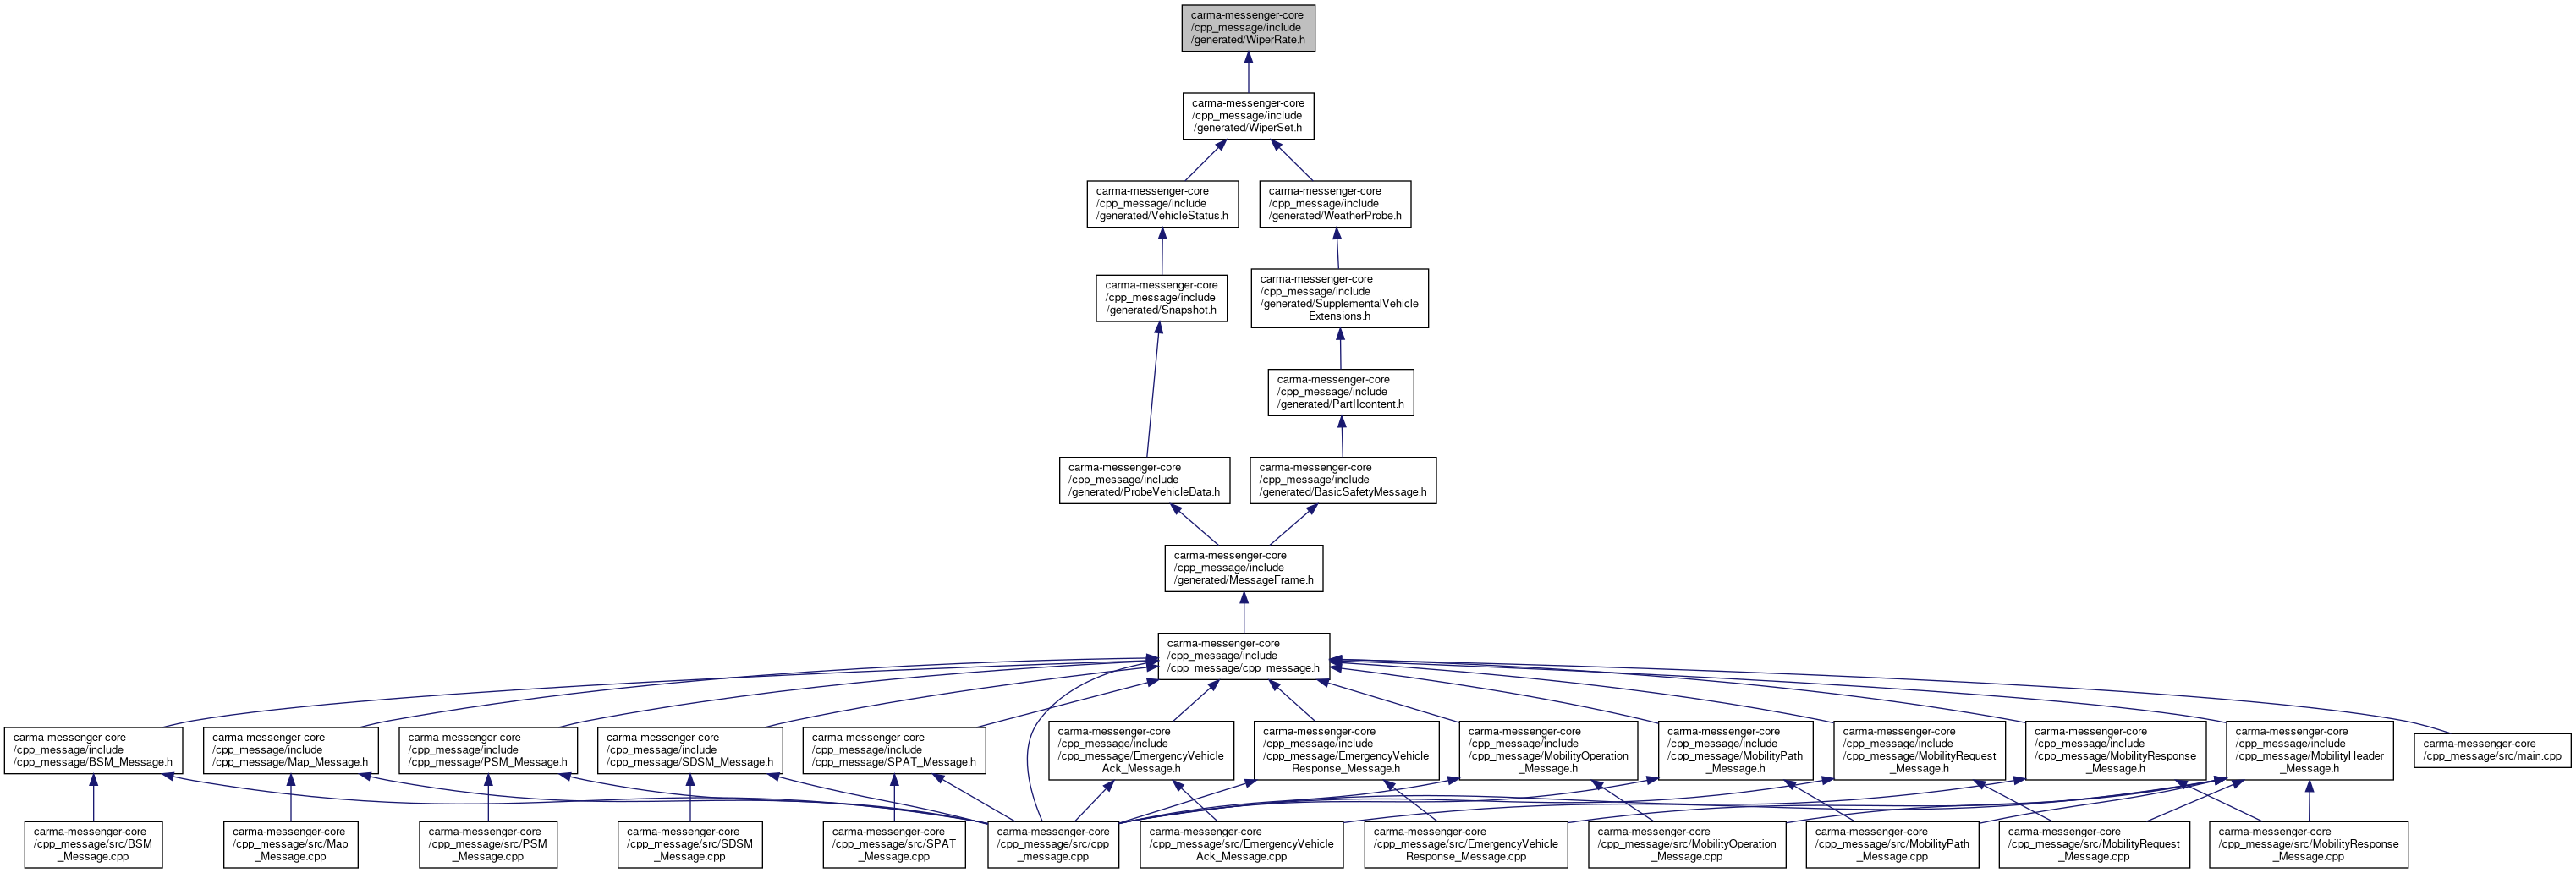 carma-messenger-core
/cpp_message/include
/generated/WiperRate.h
carma-messenger-core
/cpp_message/include
/generated/WiperSet.h
carma-messenger-core
/cpp_message/include
/generated/VehicleStatus.h
carma-messenger-core
/cpp_message/include
/generated/WeatherProbe.h
carma-messenger-core
/cpp_message/include
/generated/Snapshot.h
carma-messenger-core
/cpp_message/include
/generated/SupplementalVehicle
Extensions.h
carma-messenger-core
/cpp_message/include
/generated/PartIIcontent.h
carma-messenger-core
/cpp_message/include
/generated/ProbeVehicleData.h
carma-messenger-core
/cpp_message/include
/generated/BasicSafetyMessage.h
carma-messenger-core
/cpp_message/include
/generated/MessageFrame.h
carma-messenger-core
/cpp_message/include
/cpp_message/cpp_message.h
carma-messenger-core
/cpp_message/include
/cpp_message/BSM_Message.h
carma-messenger-core
/cpp_message/include
/cpp_message/Map_Message.h
carma-messenger-core
/cpp_message/include
/cpp_message/PSM_Message.h
carma-messenger-core
/cpp_message/include
/cpp_message/SDSM_Message.h
carma-messenger-core
/cpp_message/include
/cpp_message/SPAT_Message.h
carma-messenger-core
/cpp_message/include
/cpp_message/EmergencyVehicle
Ack_Message.h
carma-messenger-core
/cpp_message/include
/cpp_message/EmergencyVehicle
Response_Message.h
carma-messenger-core
/cpp_message/include
/cpp_message/MobilityOperation
_Message.h
carma-messenger-core
/cpp_message/include
/cpp_message/MobilityPath
_Message.h
carma-messenger-core
/cpp_message/include
/cpp_message/MobilityRequest
_Message.h
carma-messenger-core
/cpp_message/include
/cpp_message/MobilityResponse
_Message.h
carma-messenger-core
/cpp_message/include
/cpp_message/MobilityHeader
_Message.h
carma-messenger-core
/cpp_message/src/main.cpp
carma-messenger-core
/cpp_message/src/BSM
_Message.cpp
carma-messenger-core
/cpp_message/src/Map
_Message.cpp
carma-messenger-core
/cpp_message/src/PSM
_Message.cpp
carma-messenger-core
/cpp_message/src/SDSM
_Message.cpp
carma-messenger-core
/cpp_message/src/SPAT
_Message.cpp
carma-messenger-core
/cpp_message/src/cpp
_message.cpp
carma-messenger-core
/cpp_message/src/EmergencyVehicle
Ack_Message.cpp
carma-messenger-core
/cpp_message/src/EmergencyVehicle
Response_Message.cpp
carma-messenger-core
/cpp_message/src/MobilityOperation
_Message.cpp
carma-messenger-core
/cpp_message/src/MobilityPath
_Message.cpp
carma-messenger-core
/cpp_message/src/MobilityRequest
_Message.cpp
carma-messenger-core
/cpp_message/src/MobilityResponse
_Message.cpp